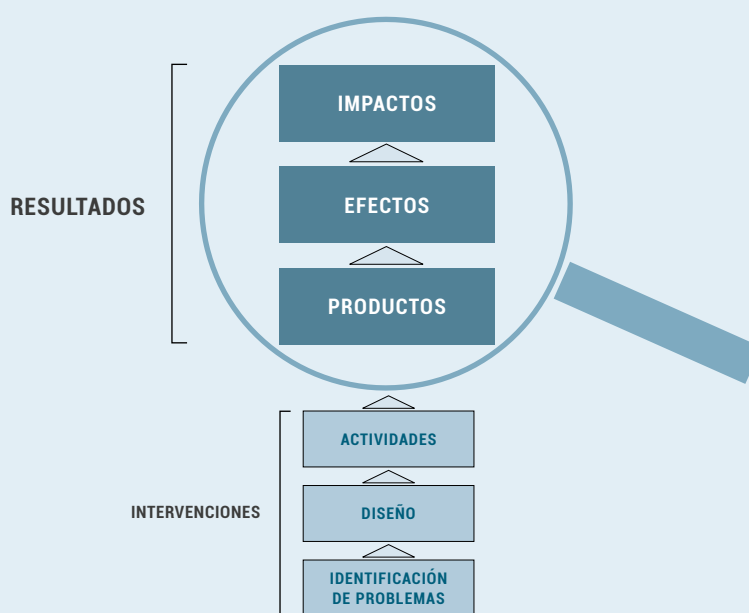 IMPACTOS
EFECTOS
RESULTADOS
PRODUCTOS
ACTIVIDADES
INTERVENCIONES
DISEÑO
IDENTIFICACIÓN
DE PROBLEMAS